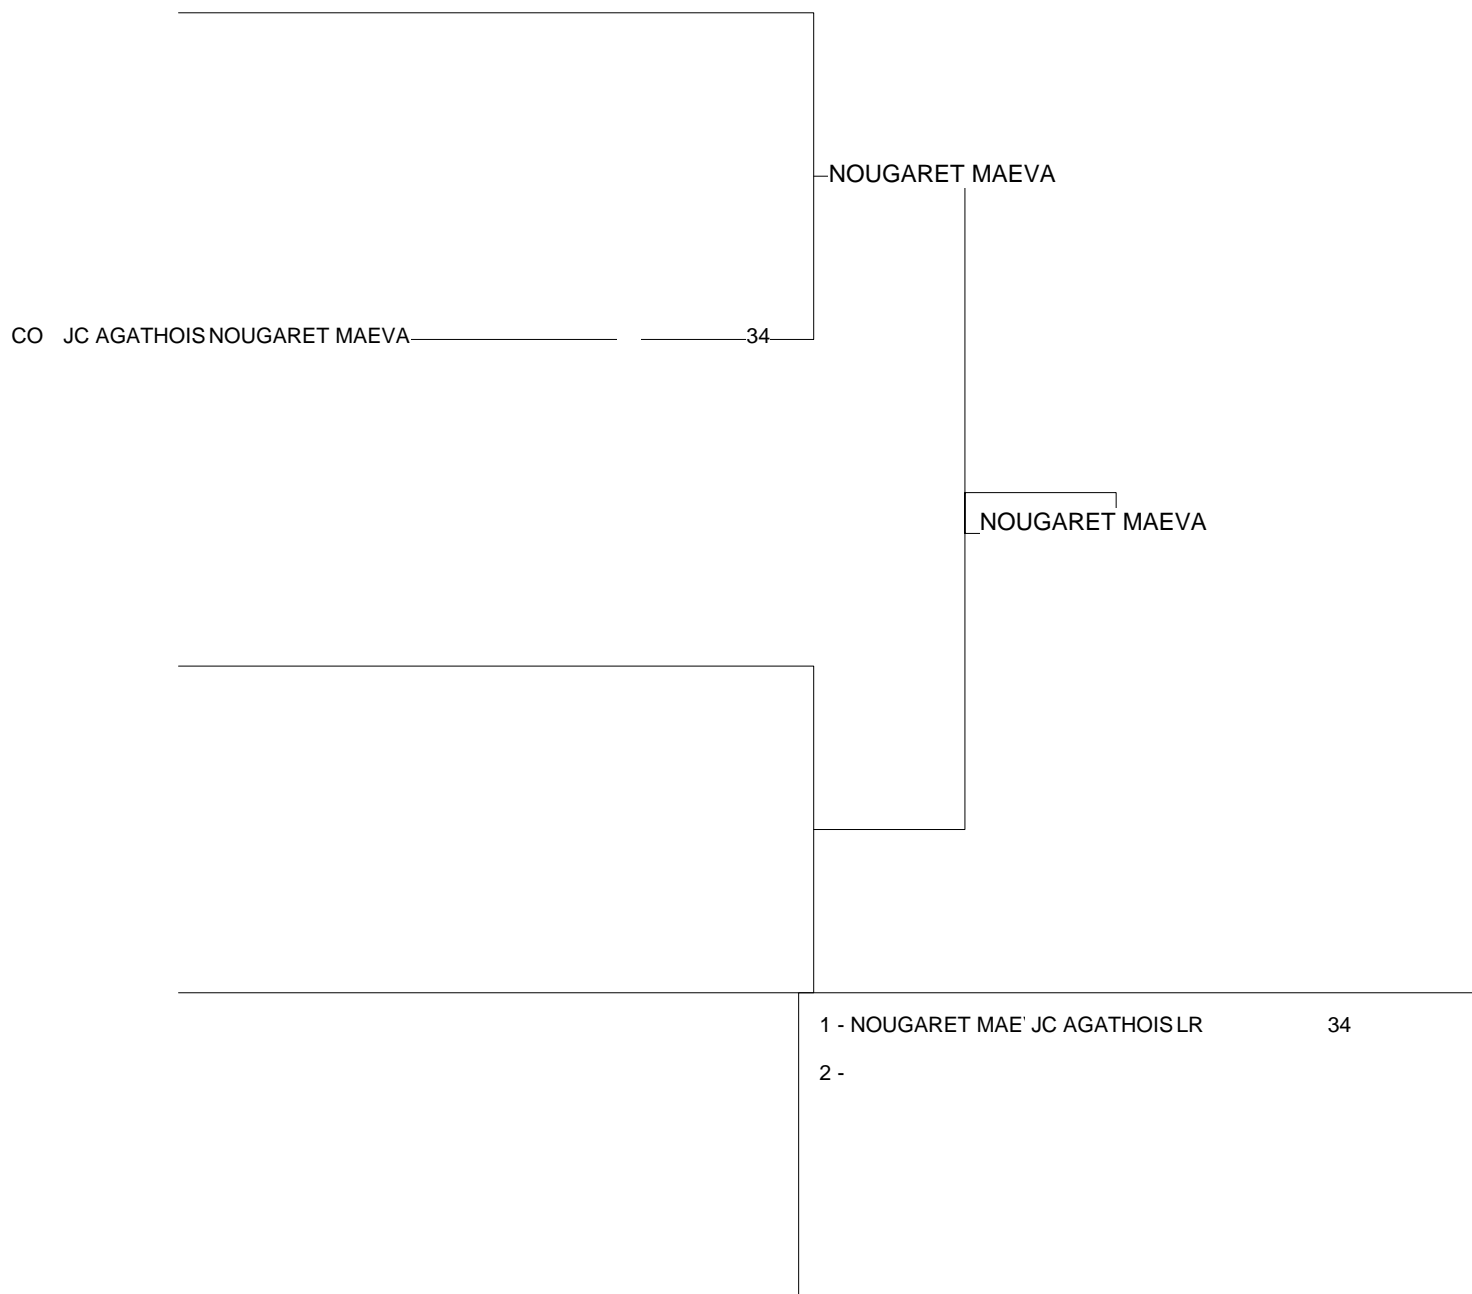 NOUGARET MAEVA
CO JC AGATHOIS NOUGARET MAEVA 34
NOUGARET MAEVA
1 - NOUGARET MAE' JC AGATHOIS LR 34
2 -